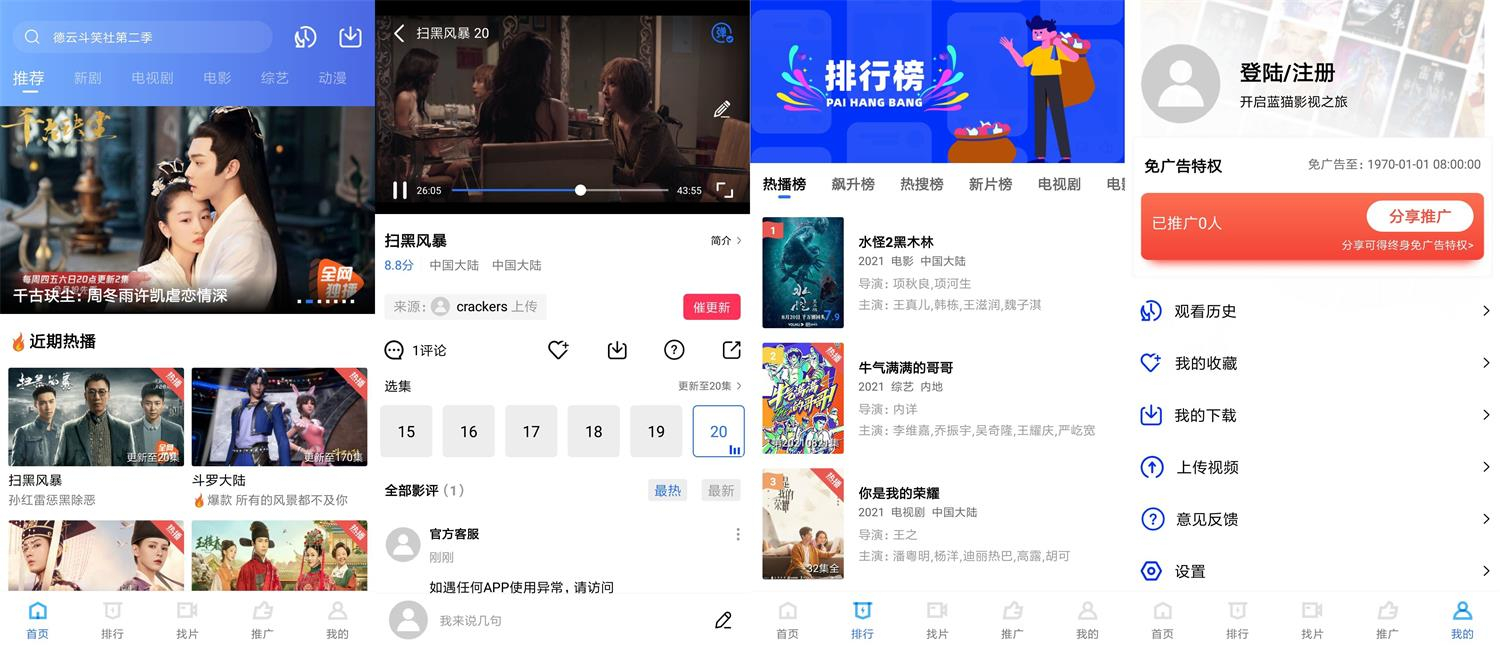 德云斗笑社第二季
推荐 新剧 电视剧 电影 综艺 动漫
千古玦尘
每周四五六日20点更新2集
全网
独播
千古玦尘：周冬雨许凯虐恋情深
近期热播
扫黑风暴
热播
全网
更新至20集
热播
更新至170集
扫黑风暴
孙红雷惩黑除恶
斗罗大陆
爆款 所有的风景都不及你
热播
热播
首页 排行 找片 推广 我的
扫黑风暴 20
弹
26:05
43:55
扫黑风暴
简介
8.8分 中国大陆 中国大陆
来源： crackers 上传
催更新
1评论
选集
更新至20集
15 16 17 18 19 20
全部影评（1）
最热 最新
官方客服
刚刚
如遇任何APP使用异常，请访问
我来说几句
排行榜
PAI HANG BANG
热播榜 飙升榜 热搜榜 新片榜 电视剧
1
7.9
水怪2黑木林
2021 电影 中国大陆
导演：项秋良,项河生
主演：王真儿,韩栋,王滋润,魏子淇
2
热播
牛气满满的哥哥
2021 综艺 内地
导演：内详
主演：李维嘉,乔振宇,吴奇隆,王耀庆,严屹宽
3
热播
32集全
你是我的荣耀
2021 电视剧 中国大陆
导演：王之
主演：潘粤明,杨洋,迪丽热巴,高露,胡可
首页 排行 找片 推广 我的
登陆/注册
开启蓝猫影视之旅
免广告特权
免广告至：1970-01-01 08:00:00
已推广0人
分享推广
分享可得终身免广告特权>
观看历史
我的收藏
我的下载
上传视频
意见反馈
设置
首页 排行 找片 推广 我的